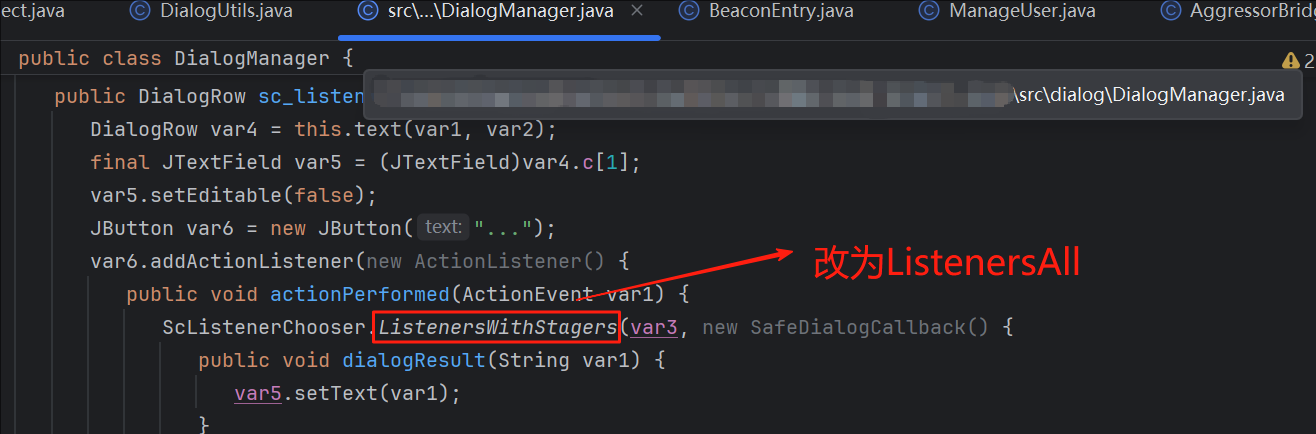 ect.java DialogUtils.java src\...\DialogManager.java BeaconEntry.java ManageUser.java AggressorBrid
public class DialogManager {
2
public DialogRow sc_listen
\src\dialog\DialogManager.java
DialogRow var4 = this.text(var1, var2);
final JTextField var5 = (JTextField)var4.c[1];
var5.setEditable(false);
JButton var6 = new JButton( text: "...");
var6.addActionListener(new ActionListener() {
改为ListenersAll
public void actionPerformed(ActionEvent var1) {
ScListenerChooser.ListenersWithStagers(var3, new SafeDialogCallback() {
public void dialogResult(String var1) {
var5.setText(var1);
}